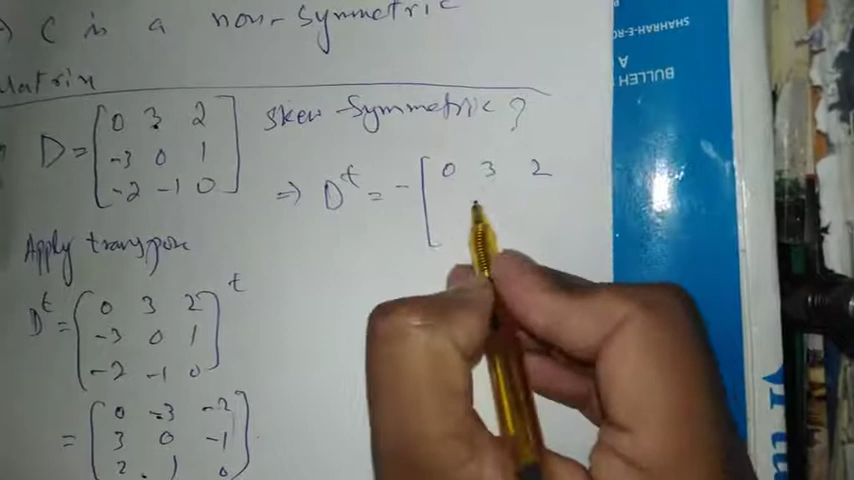 C is a non-Symmetric
Matrix
D = [0 3 2 Skew-Symmetric?
-3 0 1
-2 -1 0]
⇒ D^t = -[0 3 2
Apply transpose
D^t = [0 3 2
-3 0 1
-2 -1 0]^t
= [0 -3 -2
3 0 -1
2 1 0
SHAHRAH-E-RO
BULLEH
A